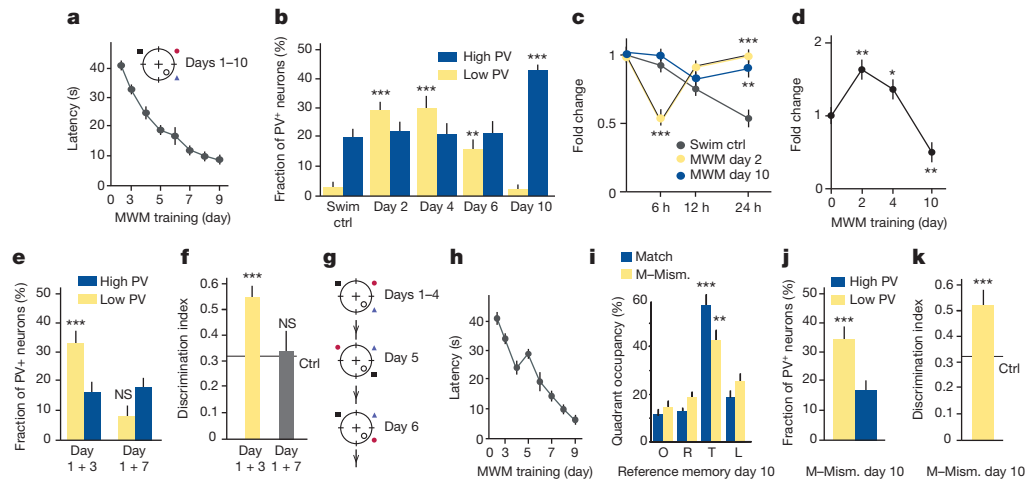 a
Days 1–10
Latency (s)
40
30
20
10
0
0 3 5 7 9
MWM training (day)
b
High PV
Low PV
Fraction of PV⁺ neurons (%)
50
40
30
20
10
0
***
***
**
***
Swim ctrl
Day 2
Day 4
Day 6
Day 10
c
Fold change
1
0.5
0
***
***
**
**
Swim ctrl
MWM day 2
MWM day 10
6 h 12 h 24 h
d
Fold change
2
1
0
**
*
**
0 2 4 10
MWM training (day)
e
High PV
Low PV
Fraction of PV+ neurons (%)
50
40
30
20
10
0
***
NS
Day 1 + 3
Day 1 + 7
f
Discrimination index
0.6
0.5
0.4
0.3
0.2
0.1
0
***
NS
Ctrl
Day 1 + 3
Day 1 + 7
g
Days 1–4
Day 5
Day 6
h
Latency (s)
40
30
20
10
0
0 3 5 7 9
MWM training (day)
i
Match
M–Mism.
Quadrant occupancy (%)
60
40
20
0
***
**
O R T L
Reference memory day 10
j
High PV
Low PV
Fraction of PV⁺ neurons (%)
50
40
30
20
10
0
***
M–Mism. day 10
k
Discrimination index
0.6
0.5
0.4
0.3
0.2
0.1
0
***
Ctrl
M–Mism. day 10